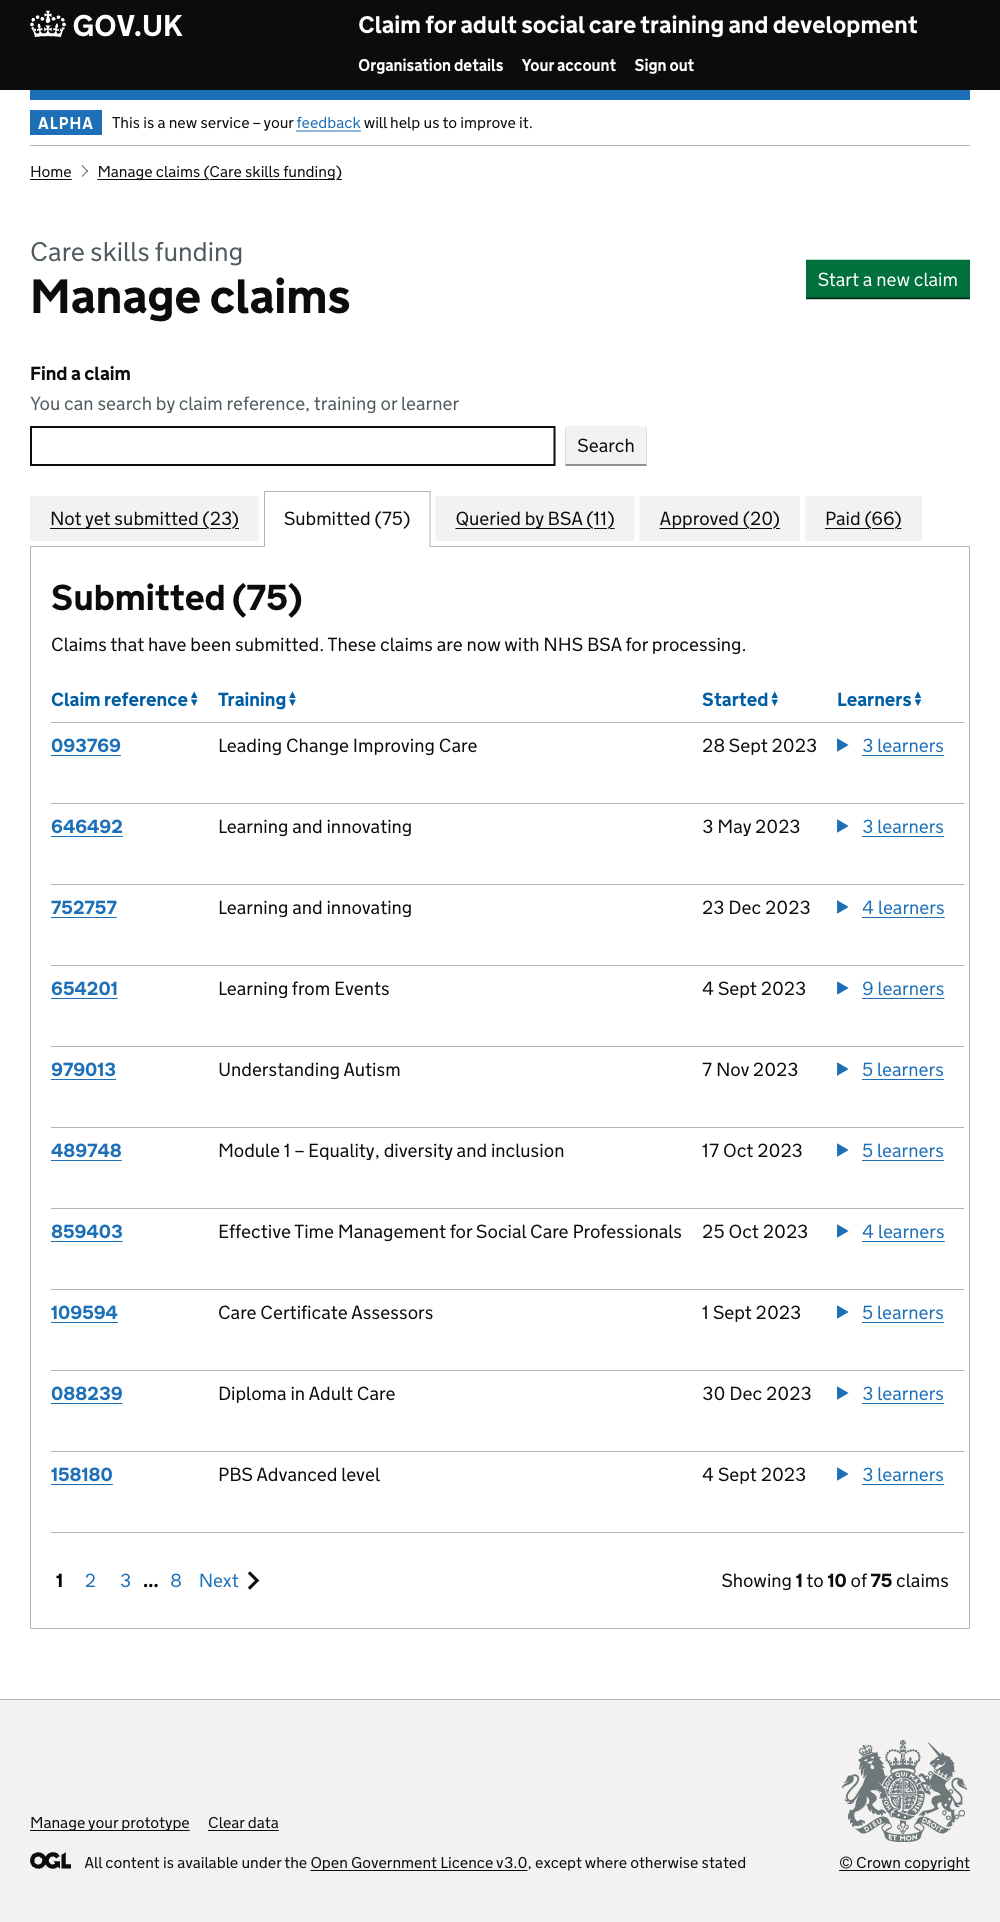 GOV.UK
Claim for adult social care training and development
Organisation details Your account Sign out
ALPHA This is a new service – your feedback will help us to improve it.
Home Manage claims (Care skills funding)
Care skills funding
Manage claims
Start a new claim
Find a claim
You can search by claim reference, training or learner
Search
Not yet submitted (23) Submitted (75) Queried by BSA (11) Approved (20) Paid (66)
Submitted (75)
Claims that have been submitted. These claims are now with NHS BSA for processing.
Claim reference Training Started Learners
093769 Leading Change Improving Care 28 Sept 2023 3 learners
646492 Learning and innovating 3 May 2023 3 learners
752757 Learning and innovating 23 Dec 2023 4 learners
654201 Learning from Events 4 Sept 2023 9 learners
979013 Understanding Autism 7 Nov 2023 5 learners
489748 Module 1 – Equality, diversity and inclusion 17 Oct 2023 5 learners
859403 Effective Time Management for Social Care Professionals 25 Oct 2023 4 learners
109594 Care Certificate Assessors 1 Sept 2023 5 learners
088239 Diploma in Adult Care 30 Dec 2023 3 learners
158180 PBS Advanced level 4 Sept 2023 3 learners
1 2 3 ... 8 Next Showing 1 to 10 of 75 claims
Manage your prototype Clear data
OGL All content is available under the Open Government Licence v3.0, except where otherwise stated
© Crown copyright